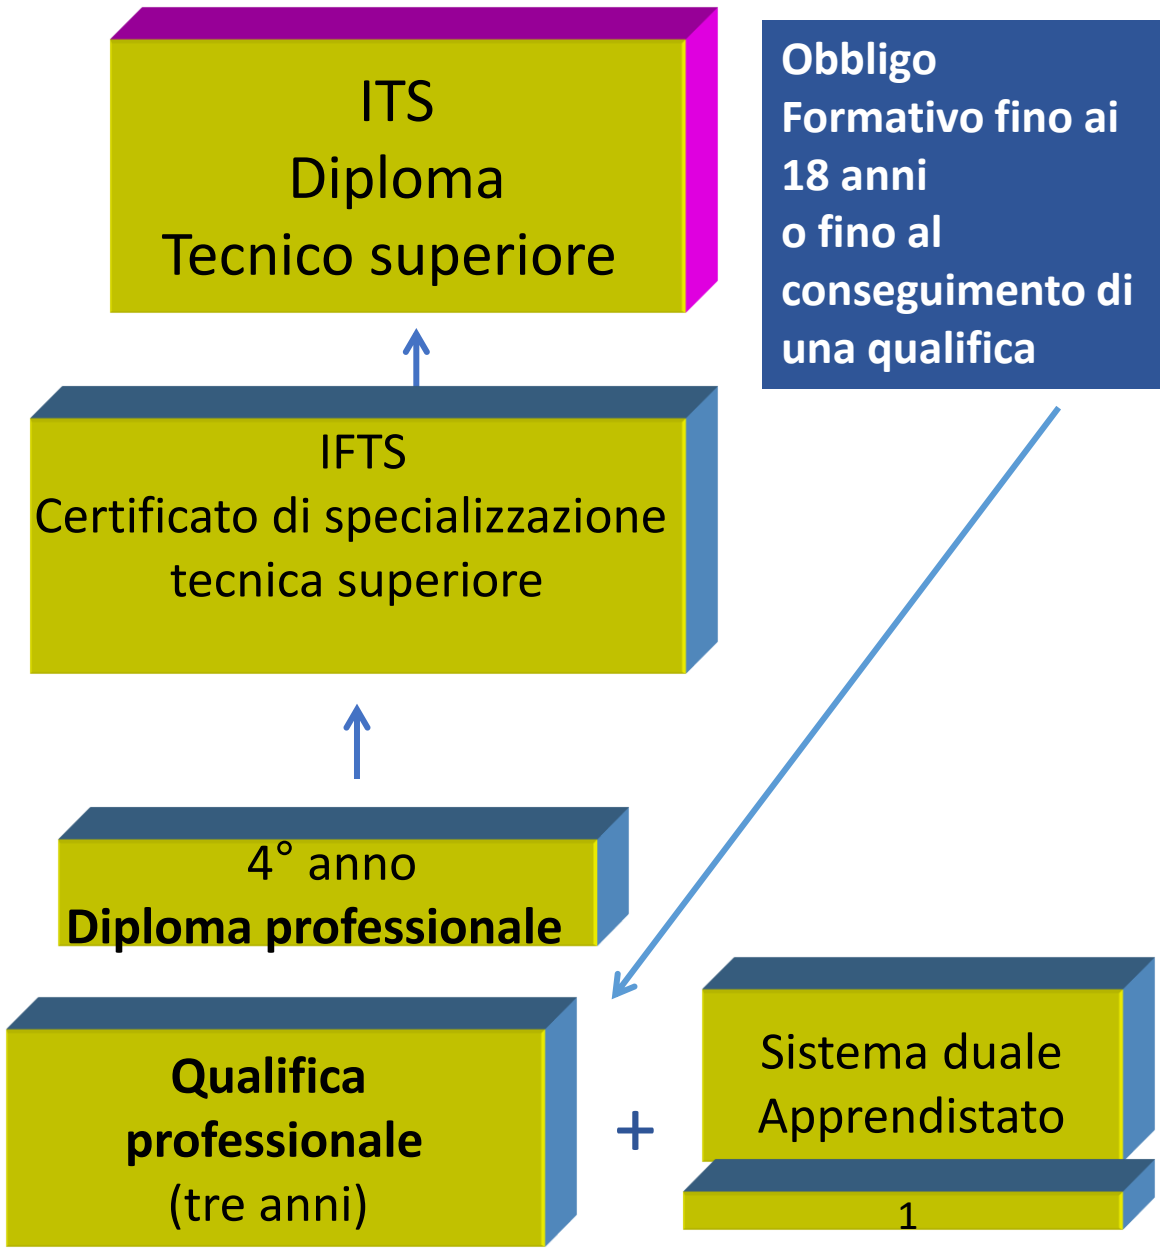 ITS
Diploma
Tecnico superiore
Obbligo
Formativo fino ai
18 anni
o fino al
conseguimento di
una qualifica
IFTS
Certificato di specializzazione
tecnica superiore
4° anno
Diploma professionale
Qualifica
professionale
(tre anni)
+
Sistema duale
Apprendistato
1